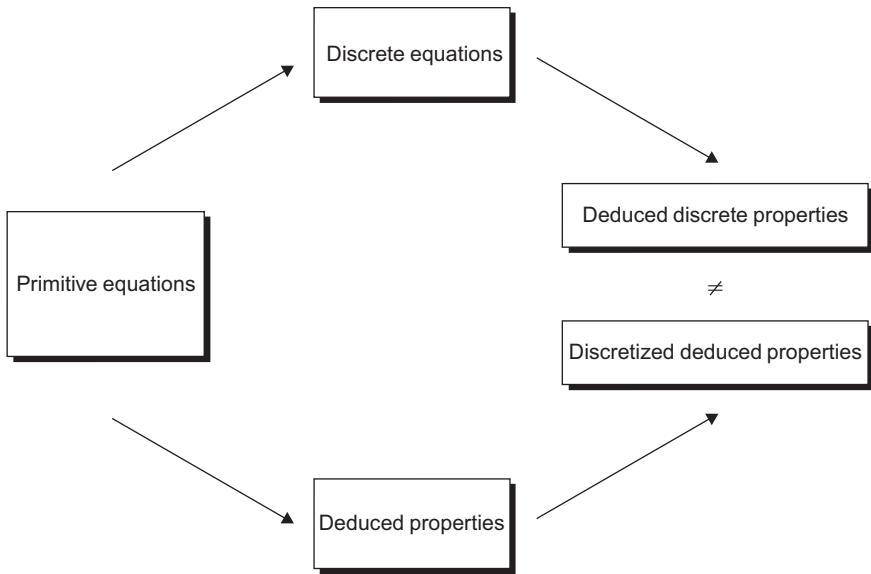 Discrete equations
Deduced discrete properties
Primitive equations
≠
Discretized deduced properties
Deduced properties